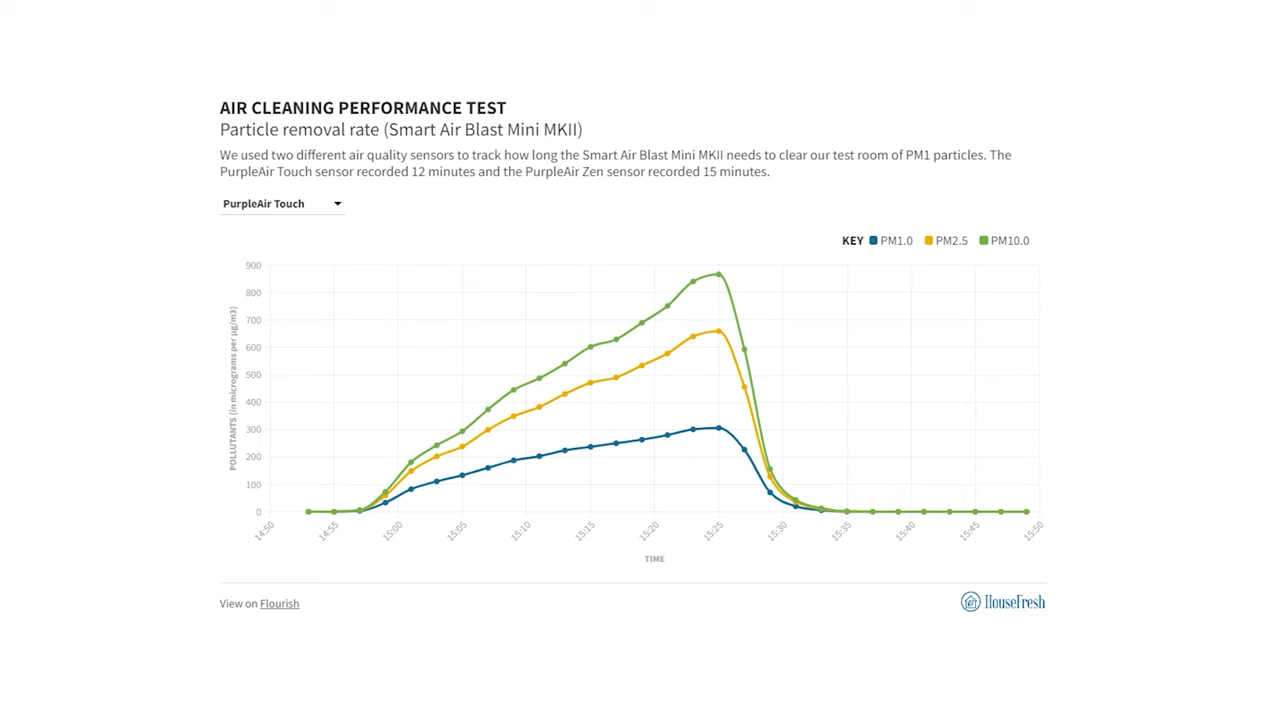 AIR CLEANING PERFORMANCE TEST
Particle removal rate (Smart Air Blast Mini MKII)
We used two different air quality sensors to track how long the Smart Air Blast Mini MKII needs to clear our test room of PM1 particles. The
PurpleAir Touch sensor recorded 12 minutes and the PurpleAir Zen sensor recorded 15 minutes.
PurpleAir Touch
KEY PM1.0 PM2.5 PM10.0
POLLUTANTS (in micrograms per µg/m3)
900
800
700
600
500
400
300
200
100
0
14:50 14:55 15:00 15:05 15:10 15:15 15:20 15:25 15:30 15:35 15:40 15:45 15:50
TIME
View on Flourish
HouseFresh